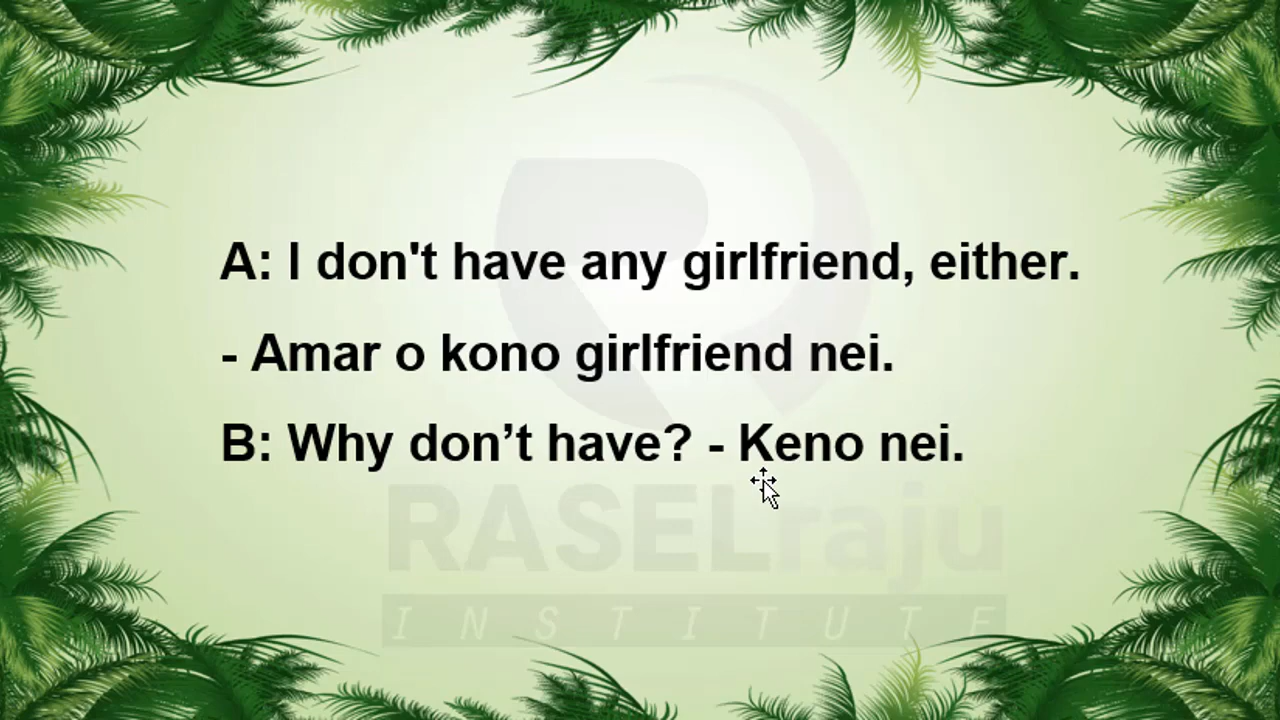 A: I don't have any girlfriend, either.
- Amar o kono girlfriend nei.
B: Why don’t have? - Keno nei.
RASELraju
INSTITUTE